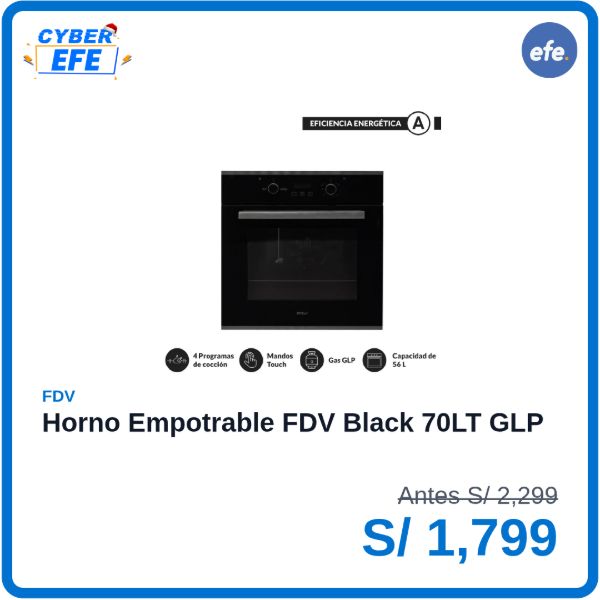 CYBER
EFE
efe.
EFICIENCIA ENERGÉTICA A
4 Programas
de cocción
Mandos
Touch
Gas GLP
Capacidad de
56 L
FDV
Horno Empotrable FDV Black 70LT GLP
Antes S/ 2,299
S/ 1,799